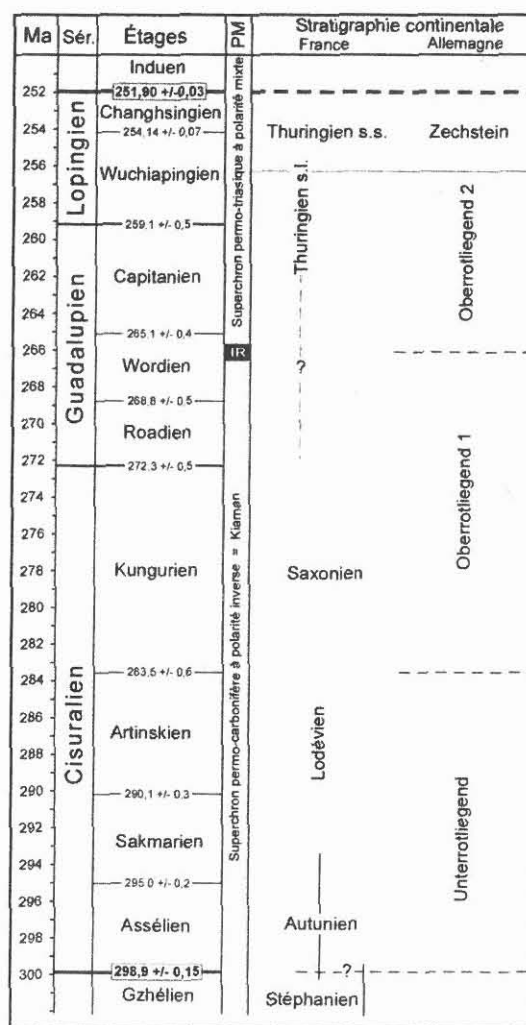 Ma Sér. Étages PM Stratigraphie continentale
France Allemagne
Induen
252 251,90 +/-0,03
Changhsingien
254 254,14 +/- 0,07 Thuringien s.s. Zechstein
256
Wuchiapingien
258
259,1 +/- 0,5
260
Capitanien
262
264
265,1 +/- 0,4
266 IR
Wordien ?
268
268,8 +/- 0.5
270
Roadien
272 272,3 +/- 0,5
274
276
278 Kungurien Saxonien
280
282
283,5 +/- 0,6
284
286
Artinskien
288
290 290,1 +/- 0.3
292
Sakmarien
294
295.0 +/- 0,2
296
298 Assélien Autunien
300 298,9 +/- 0,15 ?
Gzhélien Stéphanien
Lopingien
Guadalupien
Cisuralien
Superchron permo-triasique à polarité mixte
Superchron permo-carbonifère à polarité inverse = Kiaman
Thuringien s.l.
Lodévien
Oberrotliegend 2
Oberrotliegend 1
Unterrotliegend